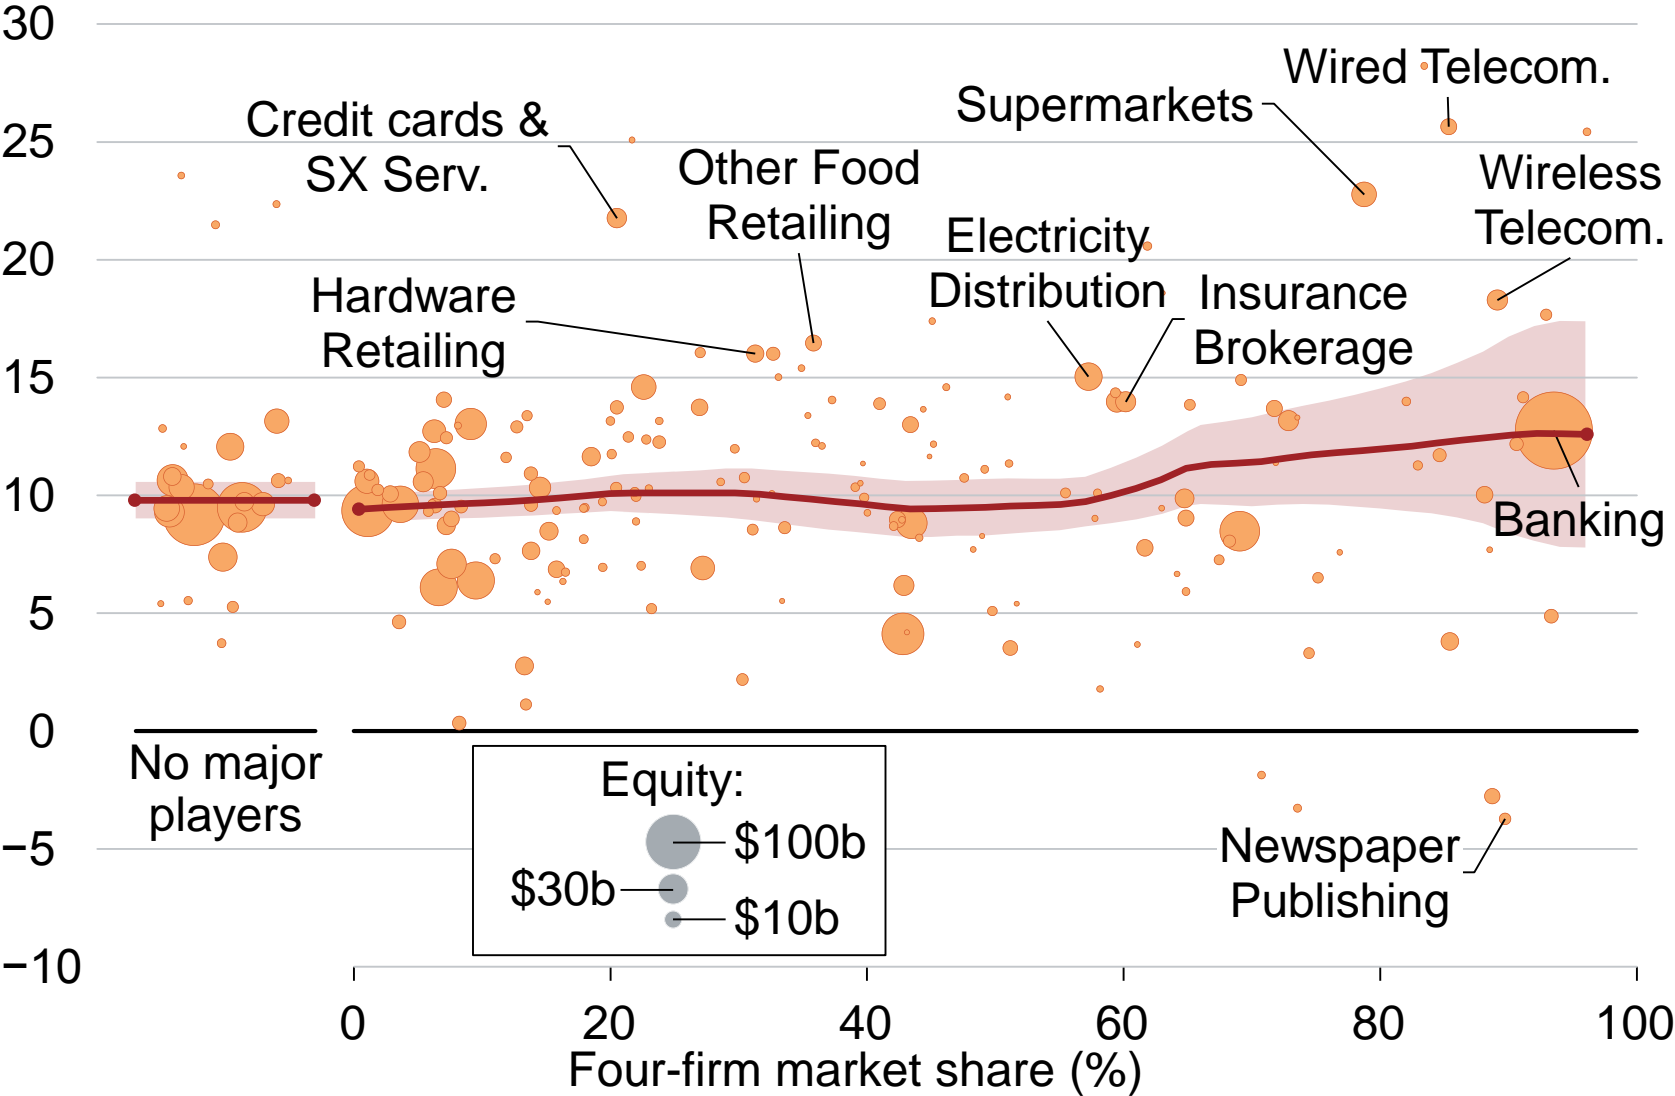 30
25
20
15
10
5
0
−5
−10
Wired Telecom.
Supermarkets
Credit cards &
SX Serv.
Other Food
Retailing
Wireless
Telecom.
Electricity
Distribution
Insurance
Brokerage
Hardware
Retailing
Banking
No major
players
Equity:
$100b
$30b
$10b
Newspaper
Publishing
0 20 40 60 80 100
Four-firm market share (%)